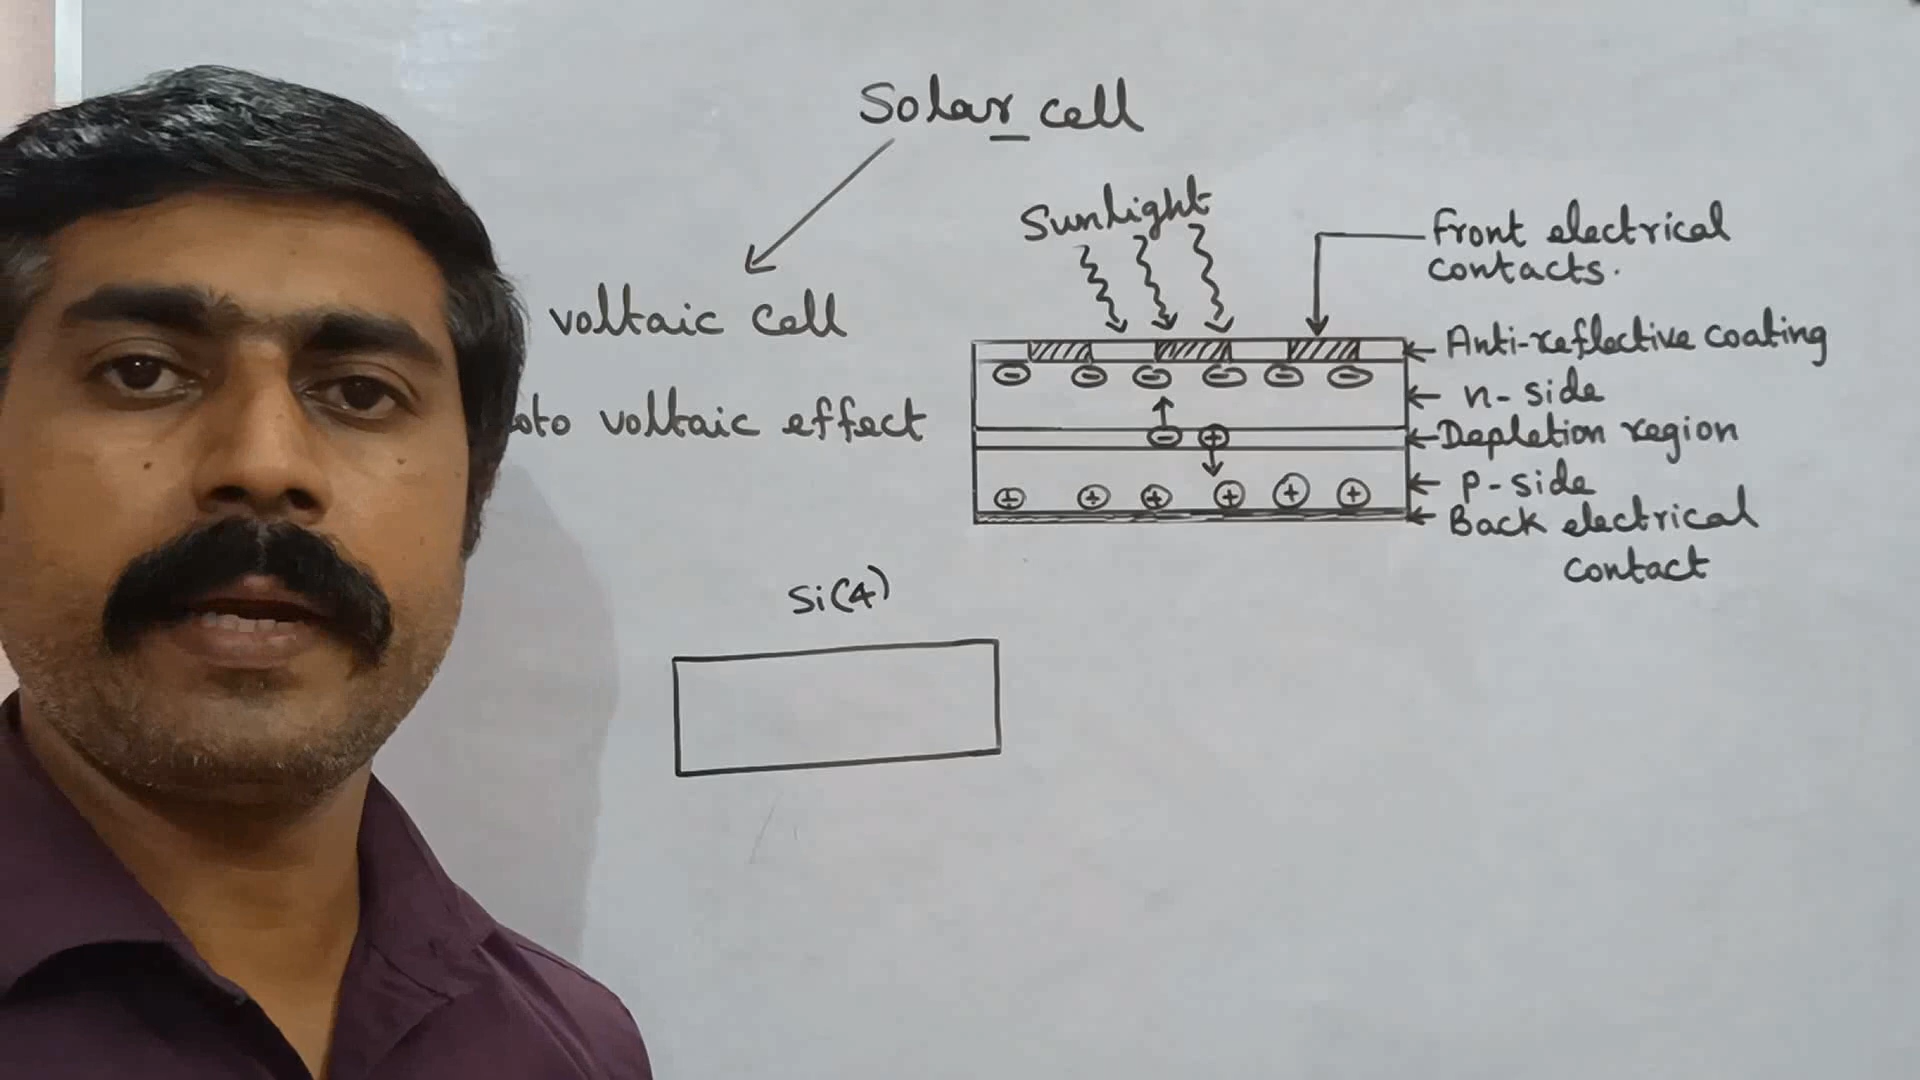 Solar cell
Sunlight
Front electrical
contacts.
voltaic cell
Anti-reflective coating
n-side
voltaic effect
Depletion region
p-side
Back electrical
contact
Si(4)